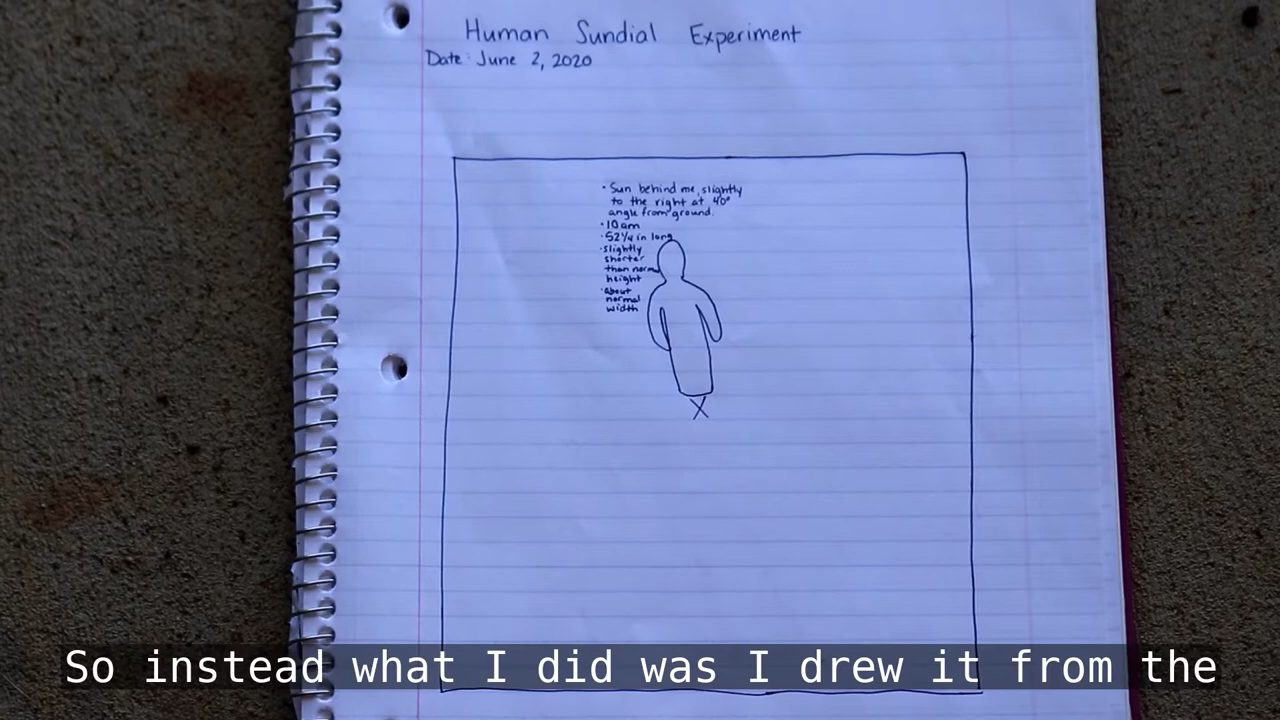 Human Sundial Experiment
Date: June 2, 2020
• Sun behind me, slightly
to the right at 40°
angle from ground.
• 10am
• 52¼ in long
• slightly
shorter
than normal
height
• About
normal
width
X
So instead what I did was I drew it from the